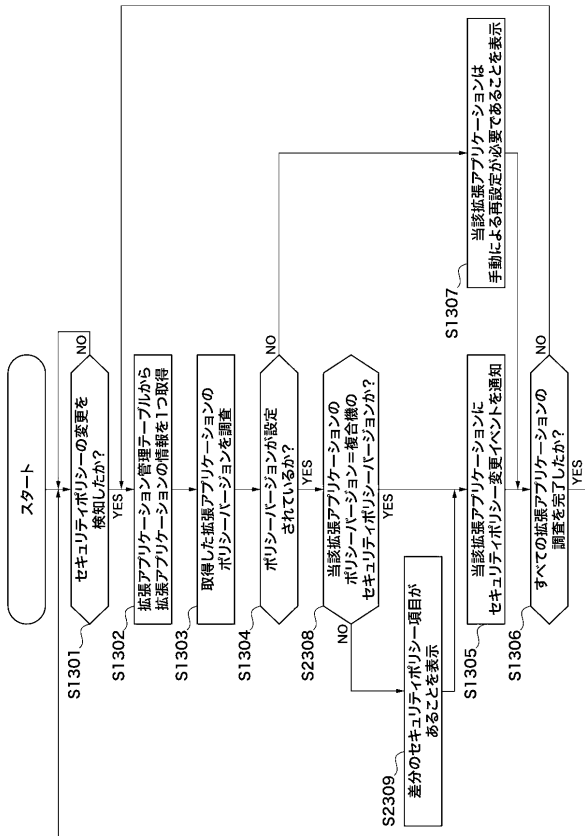 スタート
セキュリティポリシーの変更を
検知したか?
S1301
NO
YES
拡張アプリケーション管理テーブルから
拡張アプリケーションの情報を1つ取得
S1302
取得した拡張アプリケーションの
ポリシーバージョンを調査
S1303
ポリシーバージョンが設定
されているか?
S1304
NO
YES
当該拡張アプリケーションの
ポリシーバージョン=複合機の
セキュリティポリシーバージョンか?
S2308
NO
YES
差分のセキュリティポリシー項目が
あることを表示
S2309
当該拡張アプリケーションに
セキュリティポリシー変更イベントを通知
S1305
当該拡張アプリケーションは
手動による再設定が必要であることを表示
S1307
すべての拡張アプリケーションの
調査を完了したか?
S1306
NO
YES